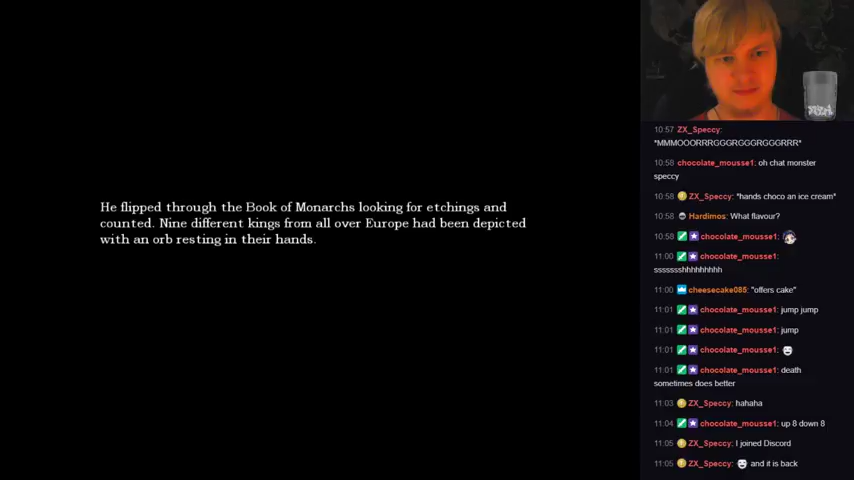 He flipped through the Book of Monarchs looking for etchings and
counted. Nine different kings from all over Europe had been depicted
with an orb resting in their hands.
10:57 ZX_Speccy:
*MMMOOORRRGGGRGGGRGGGRRR*
10:58 chocolate_mousse1: oh chat monster
speccy
10:58 ZX_Speccy: *hands choco an ice cream*
10:58 Hardimos: What flavour?
10:58 chocolate_mousse1:
11:00 chocolate_mousse1:
ssssssshhhhhhhhh
11:00 cheesecake085: "offers cake"
11:01 chocolate_mousse1: jump jump
11:01 chocolate_mousse1: jump
11:01 chocolate_mousse1:
11:01 chocolate_mousse1: death
sometimes does better
11:03 ZX_Speccy: hahaha
11:04 chocolate_mousse1: up 8 down 8
11:05 ZX_Speccy: I joined Discord
11:05 ZX_Speccy: and it is back